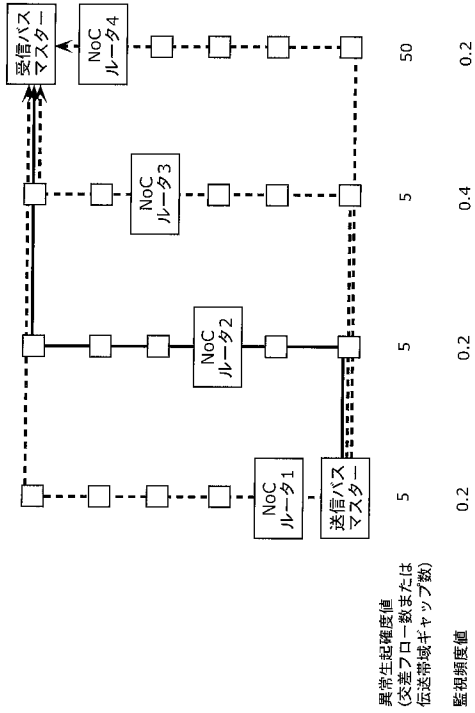 送信バス
マスター
NoC
ルータ1
NoC
ルータ2
NoC
ルータ3
NoC
ルータ4
受信バス
マスター
異常生起確度値
(交差フロー数または
伝送帯域ギャップ数)
5
5
5
50
監視頻度値
0.2
0.2
0.4
0.2